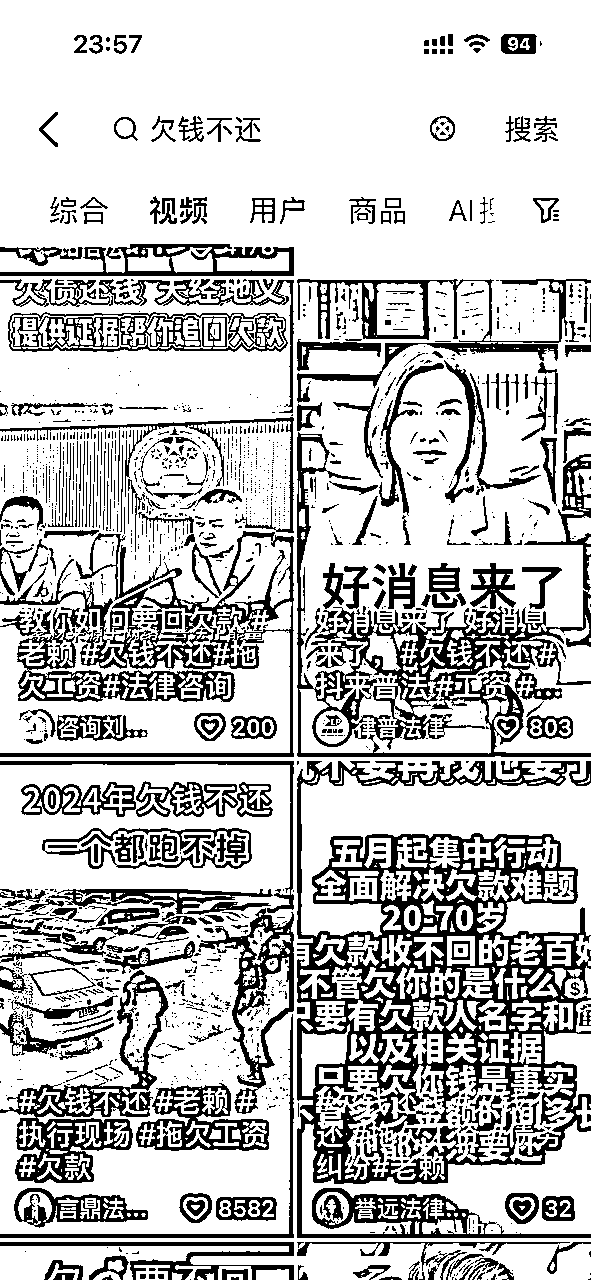 23:57
94
欠钱不还
搜索
综合
视频
用户
商品
AI
欠债还钱 天经地义
提供证据帮你追回欠款
教你如何要回欠款#
老赖 #欠钱不还#拖
欠工资#法律咨询
咨询刘...
200
好消息来了
好消息来了 好消息
来了, #欠钱不还#
抖来普法#工资 #...
律普法律
803
2024年欠钱不还
一个都跑不掉
#欠钱不还 #老赖 #
执行现场 #拖欠工资
#欠款
言鼎法...
8582
五月起集中行动
全面解决欠款难题
20-70岁
有欠款收不回的老百姓
不管欠你的是什么
只要有欠款人名字和
以及相关证据
只要欠你钱是事实
纠纷#老赖
誉远法律...
32